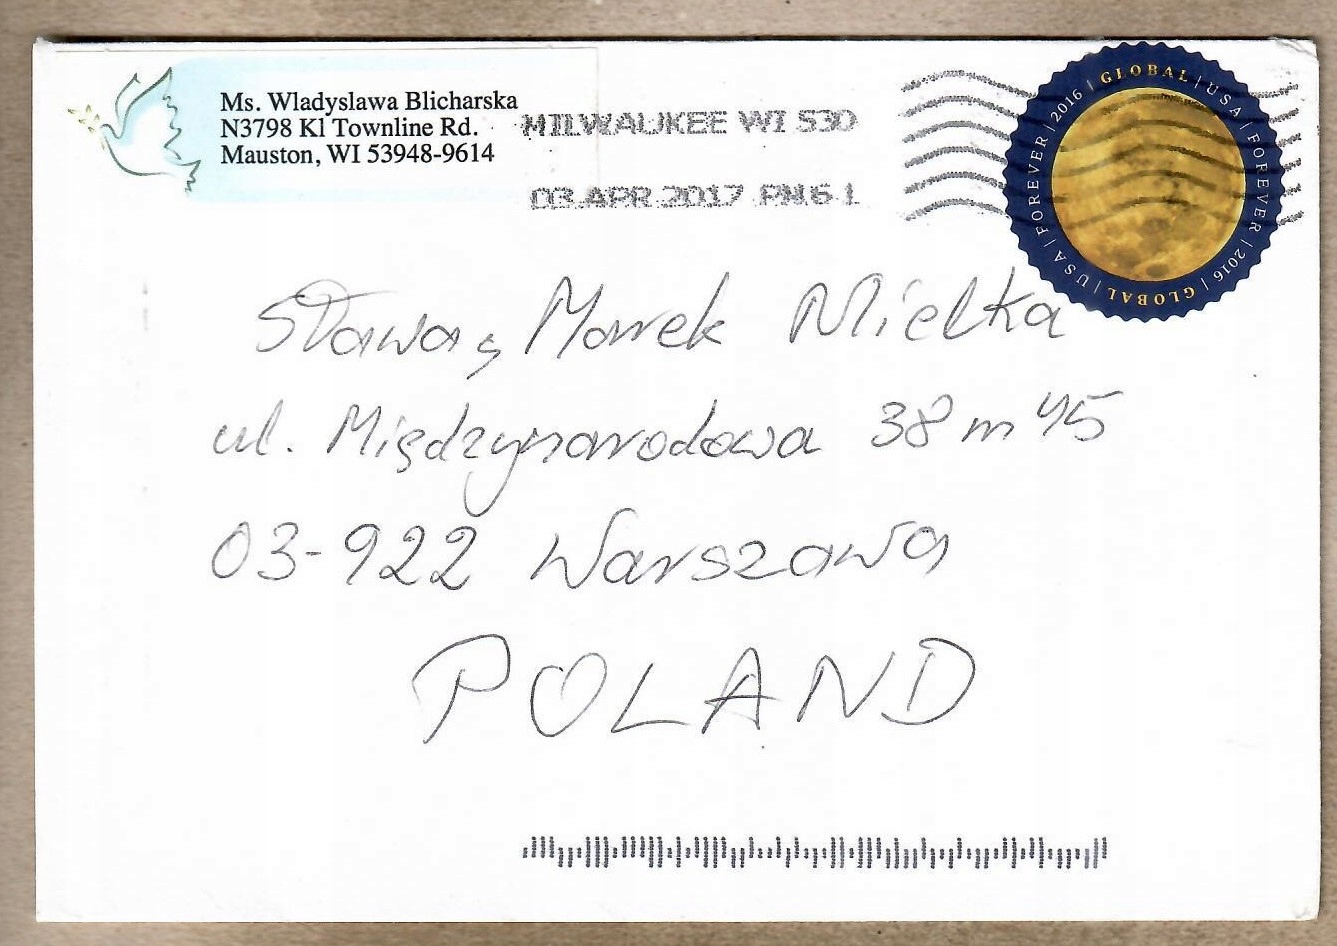 Ms. Wladyslawa Blicharska
N3798 Kl Townline Rd.
Mauston, WI 53948-9614
MILWAUKEE WI 530
03 APR 2017 PM 6 L
GLOBAL | USA | FOREVER | 2016 | GLOBAL | USA | FOREVER | 2016 |
Sława, Marek Mielka
ul. Międzynarodowa 38 m 45
03-922 Warszawa
POLAND